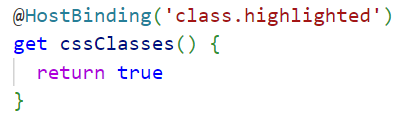 @HostBinding('class.highlighted')
get cssClasses() {
  return true
}